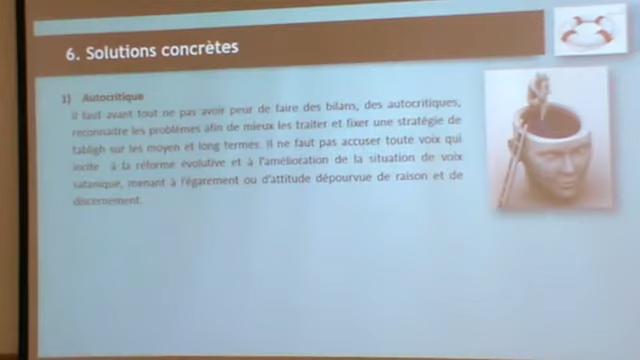 6. Solutions concrètes
1) Autocritique
Il faut avant tout ne pas avoir peur de faire des bilans, des autocritiques,
reconnaitre les problèmes afin de mieux les traiter et fixer une stratégie de
tabligh sur les moyen et long termes. Il ne faut pas accuser toute voix qui
incite à la réforme évolutive et à l'amélioration de la situation de voix
satanique, menant à l'égarement ou d'attitude dépourvue de raison et de
discernement.